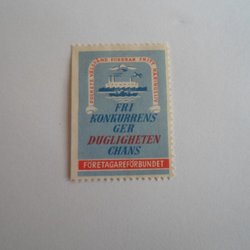 FRI
KONKURRENS
GER
DUGLIGHETEN
CHANS
FÖRETAGAREFÖRBUNDET